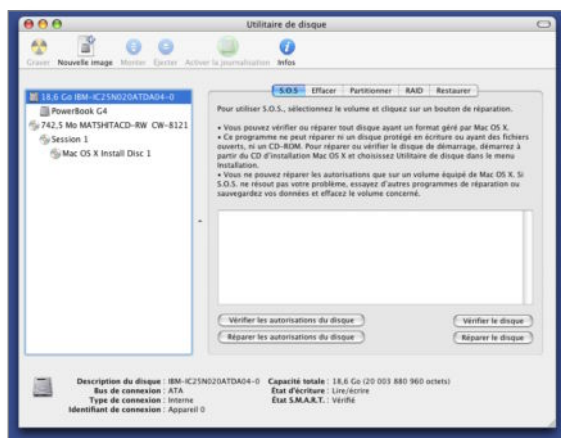 Utilitaire de disque
Graver Nouvelle image Monter Éjecter Activer la journalisation Infos
18,6 Go IBM-IC25N020ATDA04-0
PowerBook G4
742,5 Mo MATSHITACD-RW CW-8121
Session 1
Mac OS X Install Disc 1
S.O.S Effacer Partitionner RAID Restaurer
Pour utiliser S.O.S., sélectionnez le volume et cliquez sur un bouton de réparation.
• Vous pouvez vérifier ou réparer tout disque ayant un format géré par Mac OS X.
• Ce programme ne peut réparer ni un disque protégé en écriture ou ayant des fichiers
ouverts, ni un CD-ROM. Pour réparer ou vérifier le disque de démarrage, démarrez à
partir du CD d'installation Mac OS X et choisissez Utilitaire de disque dans le menu
Installation.
• Vous ne pouvez réparer les autorisations que sur un volume équipé de Mac OS X. Si
S.O.S. ne résout pas votre problème, essayez d'autres programmes de réparation ou
sauvegardez vos données et effacez le volume concerné.
Vérifier les autorisations du disque Vérifier le disque
Réparer les autorisations du disque Réparer le disque
Description du disque : IBM-IC25N020ATDA04-0 Capacité totale : 18,6 Go (20 003 880 960 octets)
Bus de connexion : ATA État d'écriture : Lire/écrire
Type de connexion : Interne État S.M.A.R.T. : Vérifié
Identifiant de connexion : Appareil 0